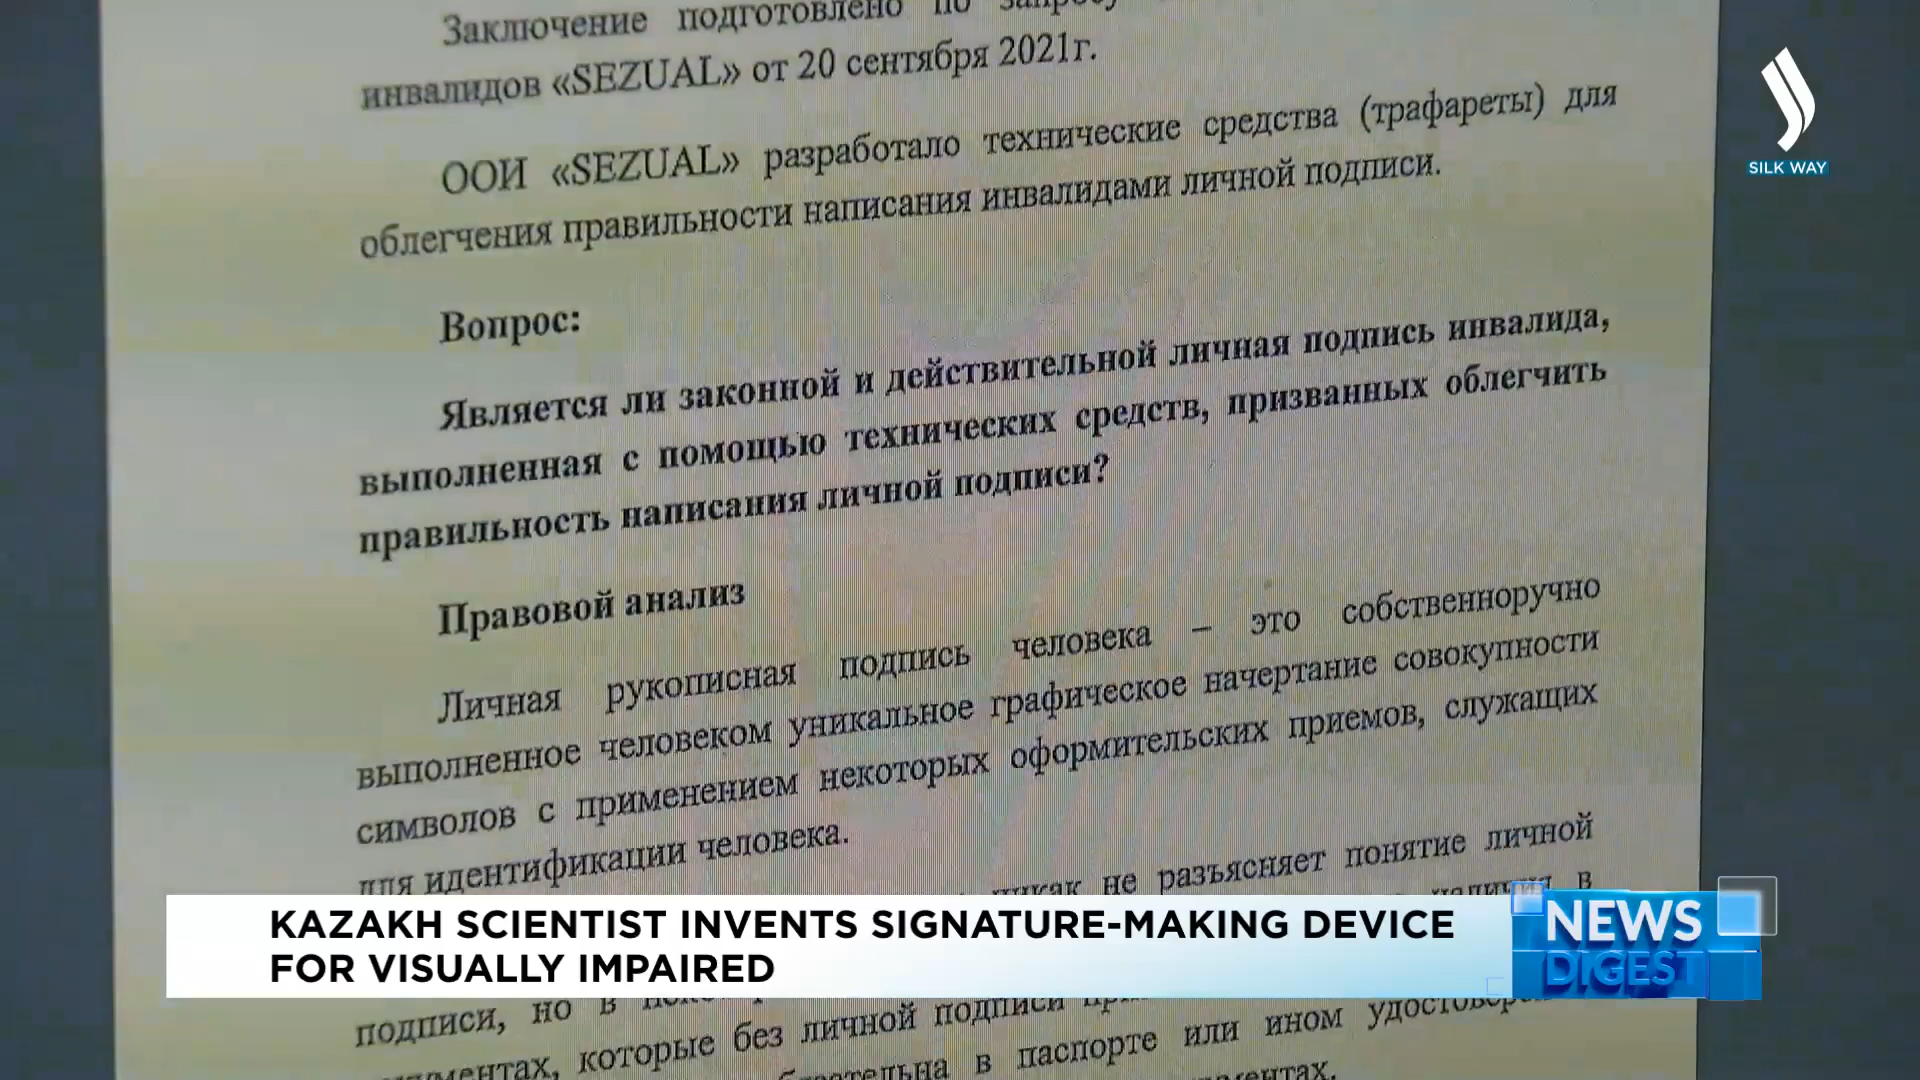 Заключение подготовлено по запросу
инвалидов «SEZUAL» от 20 сентября 2021г.
ООИ «SEZUAL» разработало технические средства (трафареты) для
облегчения правильности написания инвалидами личной подписи.
Вопрос:
Является ли законной и действительной личная подпись инвалида,
выполненная с помощью технических средств, призванных облегчить
правильность написания личной подписи?
Правовой анализ
Личная рукописная подпись человека – это собственноручно
выполненное человеком уникальное графическое начертание совокупности
символов с применением некоторых оформительских приемов, служащих
для идентификации человека.
не разъясняет понятие личной
в
подписи, но в
которые без личной подписи
в паспорте или ином
SILK WAY
KAZAKH SCIENTIST INVENTS SIGNATURE-MAKING DEVICE
FOR VISUALLY IMPAIRED
NEWS
DIGEST